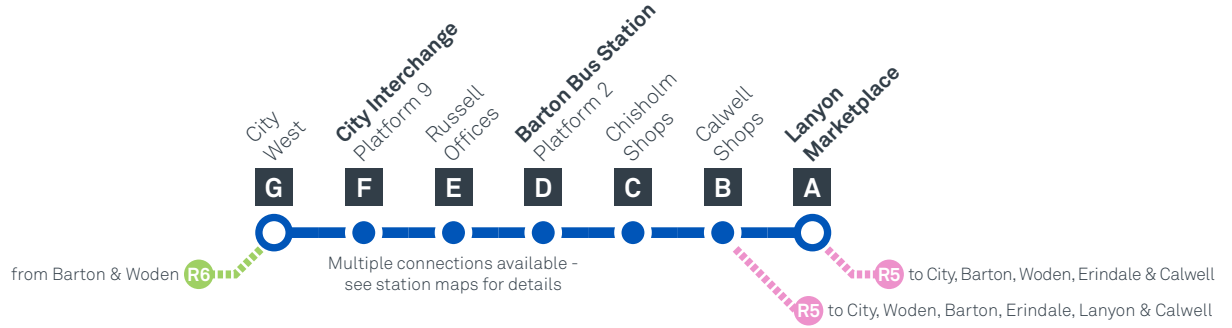 City
West
City Interchange
Platform 9
Russell
Offices
Barton Bus Station
Platform 2
Chisholm
Shops
Calwell
Shops
Lanyon
Marketplace
G
F
E
D
C
B
A
from Barton & Woden R6
Multiple connections available -
see station maps for details
R5 to City, Barton, Woden, Erindale & Calwell
R5 to City, Woden, Barton, Erindale, Lanyon & Calwell